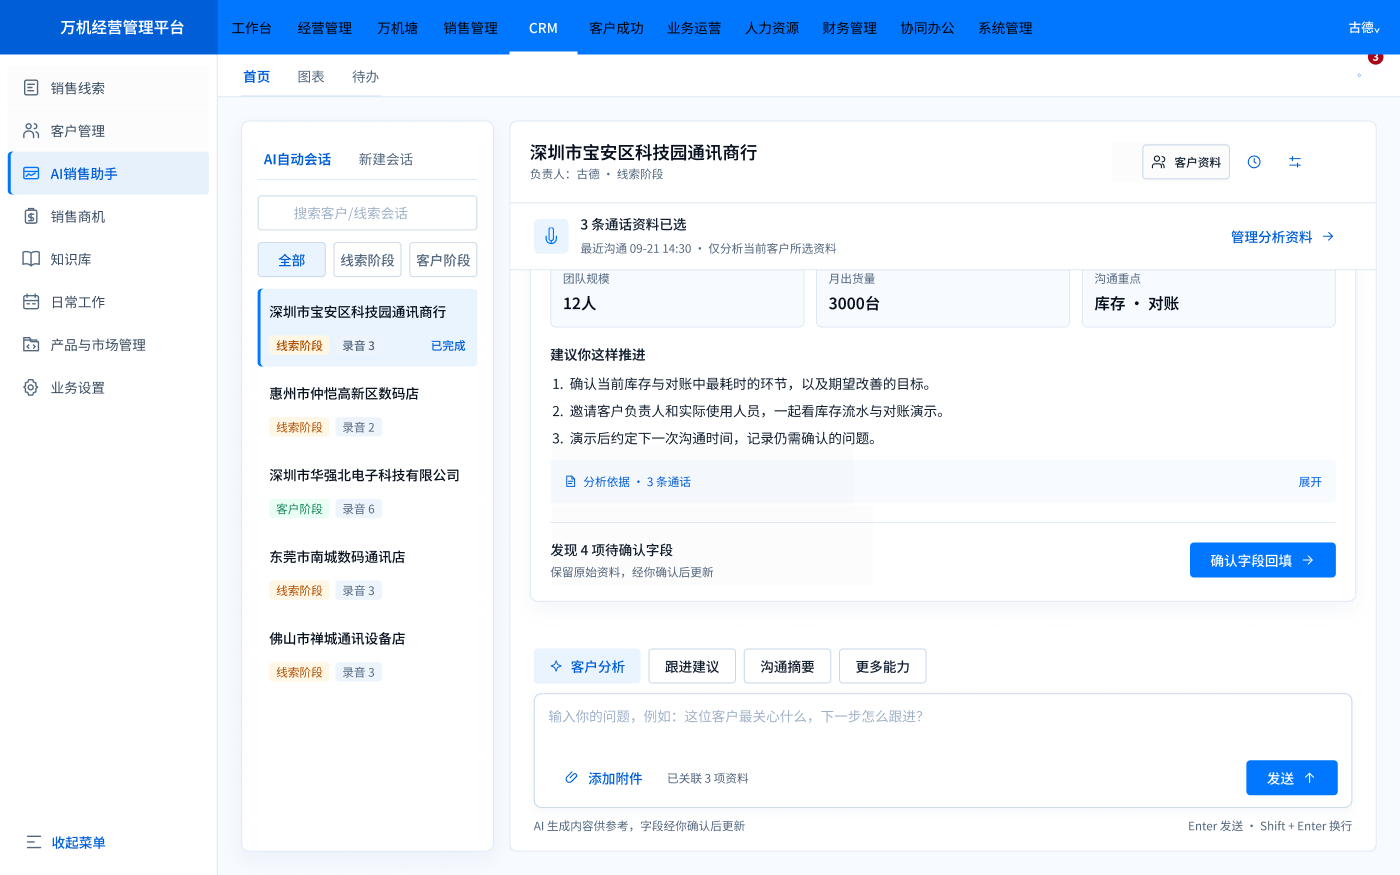 万机经营管理平台
工作台 经营管理 万机塘 销售管理 CRM 客户成功 业务运营 人力资源 财务管理 协同办公 系统管理
古德
3
首页 图表 待办
销售线索
客户管理
AI销售助手
销售商机
知识库
日常工作
产品与市场管理
业务设置
收起菜单
AI自动会话 新建会话
搜索客户/线索会话
全部 线索阶段 客户阶段
深圳市宝安区科技园通讯商行
线索阶段 录音 3 已完成
惠州市仲恺高新区数码店
线索阶段 录音 2
深圳市华强北电子科技有限公司
客户阶段 录音 6
东莞市南城数码通讯店
线索阶段 录音 3
佛山市禅城通讯设备店
线索阶段 录音 3
深圳市宝安区科技园通讯商行
负责人：古德 · 线索阶段
客户资料
3 条通话资料已选
最近沟通 09-21 14:30 · 仅分析当前客户所选资料
管理分析资料 →
团队规模 月出货量 沟通重点
12人 3000台 库存 · 对账
建议你这样推进
1. 确认当前库存与对账中最耗时的环节，以及期望改善的目标。
2. 邀请客户负责人和实际使用人员，一起看库存流水与对账演示。
3. 演示后约定下一次沟通时间，记录仍需确认的问题。
分析依据 · 3 条通话 展开
发现 4 项待确认字段
保留原始资料，经你确认后更新
确认字段回填 →
客户分析 跟进建议 沟通摘要 更多能力
输入你的问题，例如：这位客户最关心什么，下一步怎么跟进？
添加附件 已关联 3 项资料
发送 ↑
AI 生成内容供参考，字段经你确认后更新
Enter 发送 · Shift + Enter 换行